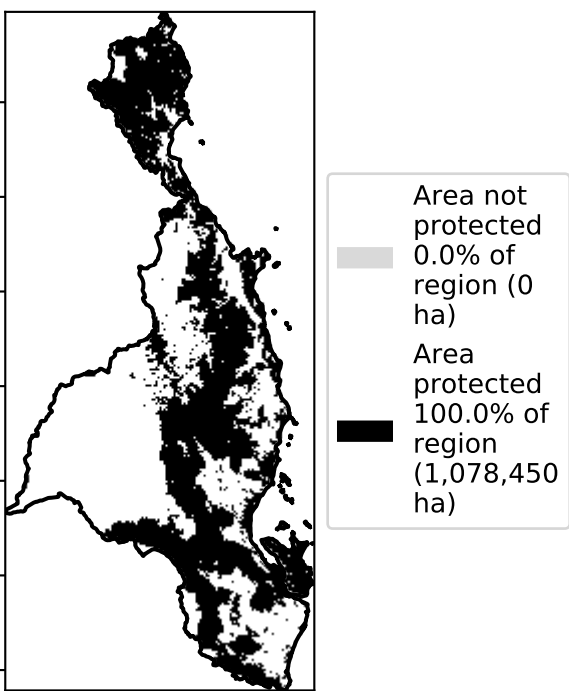 Area not
protected
0.0% of
region (0
ha)
Area
protected
100.0% of
region
(1,078,450
ha)